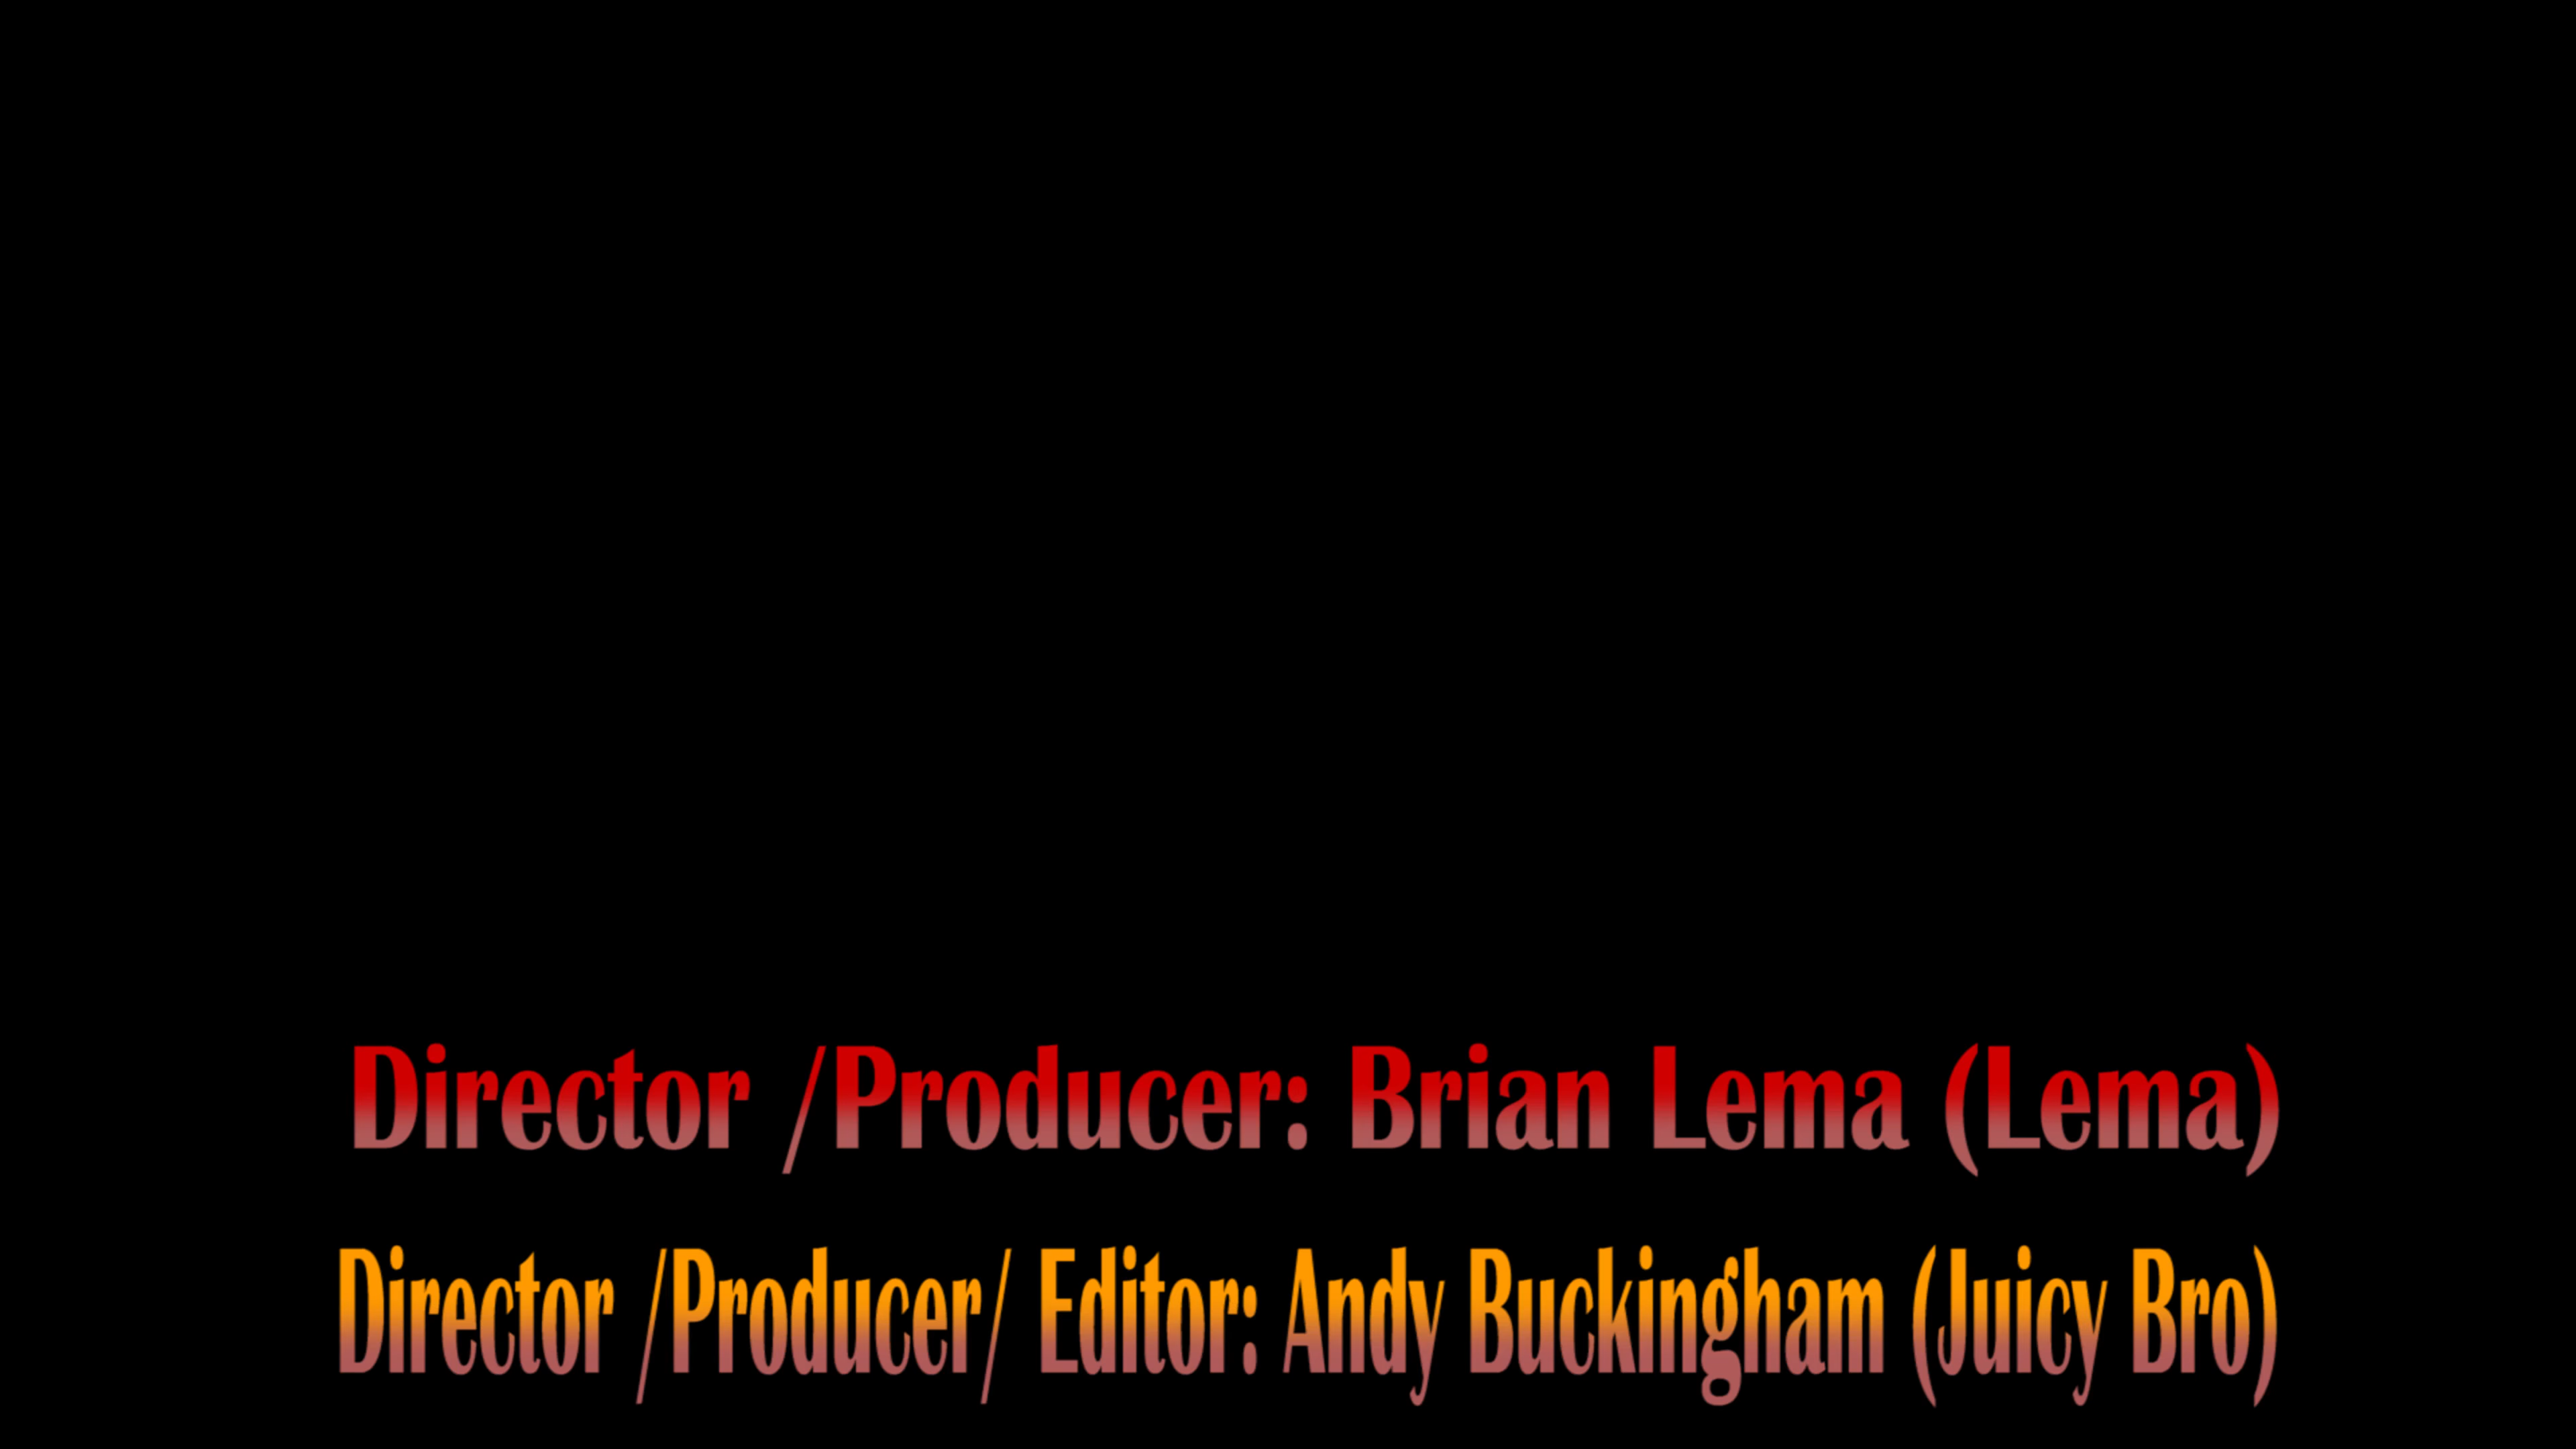 Director /Producer: Brian Lema (Lema)
Director /Producer/ Editor: Andy Buckingham (Juicy Bro)